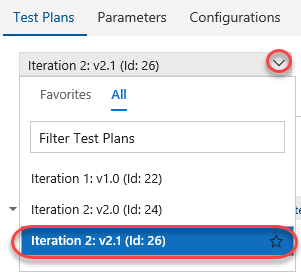 Test Plans Parameters Configurations
Iteration 2: v2.1 (Id: 26)
Favorites All
Filter Test Plans
Iteration 1: v1.0 (Id: 22)
Iteration 2: v2.0 (Id: 24)
Iteration 2: v2.1 (Id: 26)